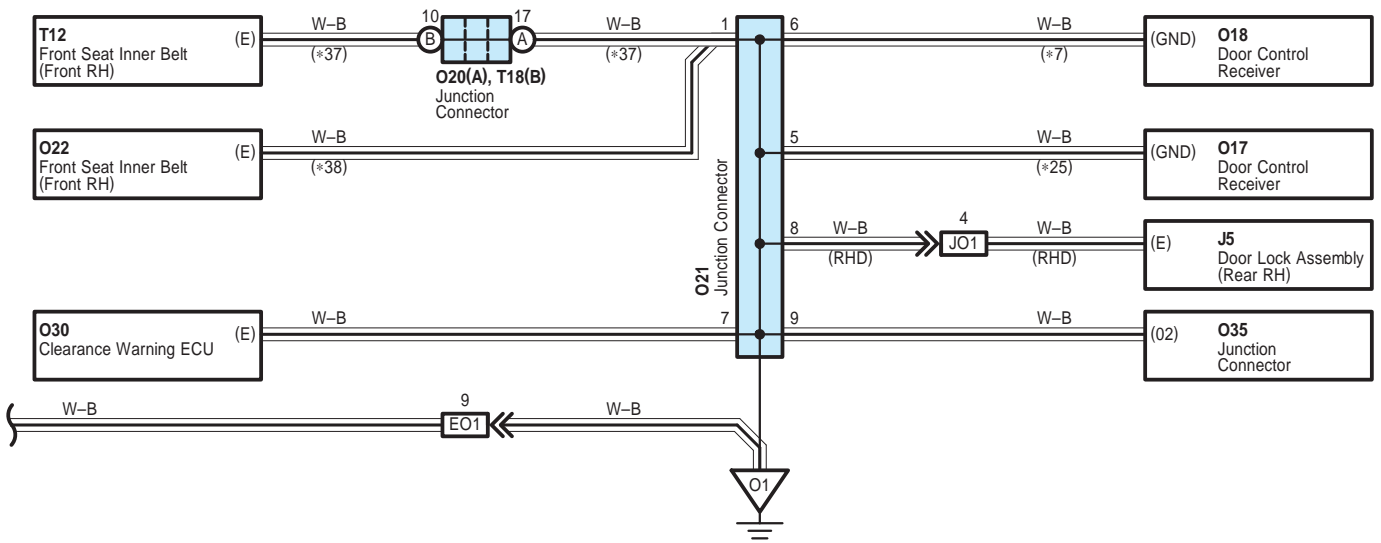 T12
Front Seat Inner Belt
(Front RH)
(E)
W–B
(*37)
10
B
17
A
O20(A), T18(B)
Junction
Connector
W–B
(*37)
1
6
W–B
(*7)
(GND)
O18
Door Control
Receiver
O22
Front Seat Inner Belt
(Front RH)
(E)
W–B
(*38)
5
W–B
(*25)
(GND)
O17
Door Control
Receiver
O21
Junction Connector
8
W–B
(RHD)
4
JO1
W–B
(RHD)
(E)
J5
Door Lock Assembly
(Rear RH)
O30
Clearance Warning ECU
(E)
W–B
7
9
W–B
(02)
O35
Junction
Connector
W–B
9
EO1
W–B
O1